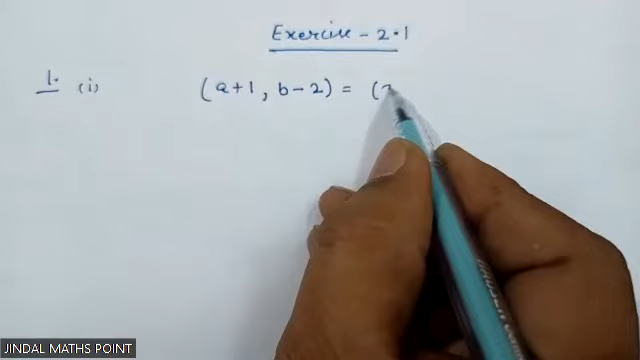 Exercise - 2.1
1. (i) (a+1, b-2) = (
JINDAL MATHS POINT